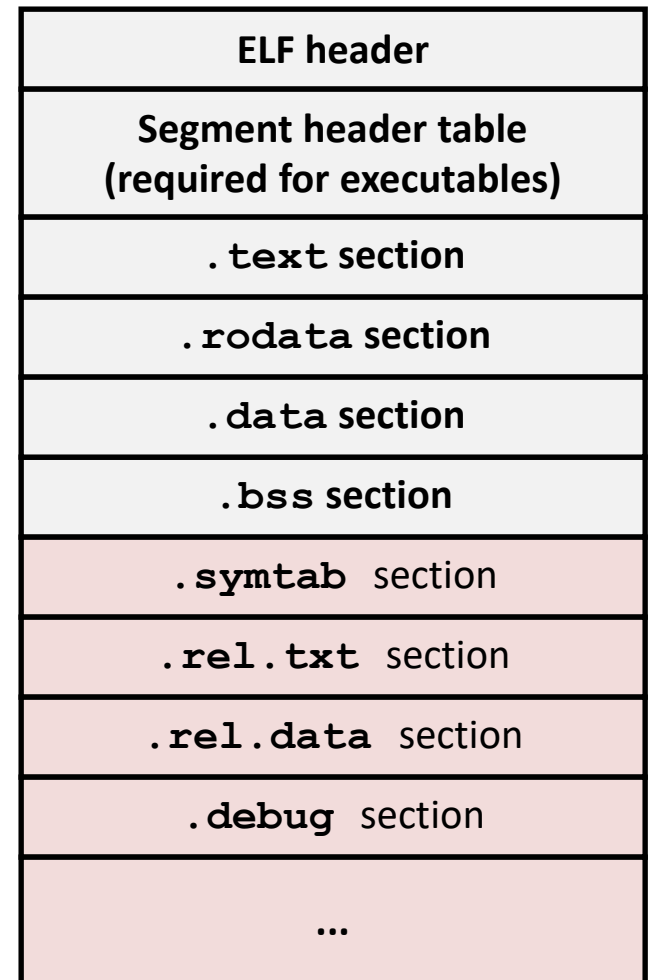 ELF header
Segment header table
(required for executables)
.text section
.rodata section
.data section
.bss section
.symtab section
.rel.txt section
.rel.data section
.debug section
...